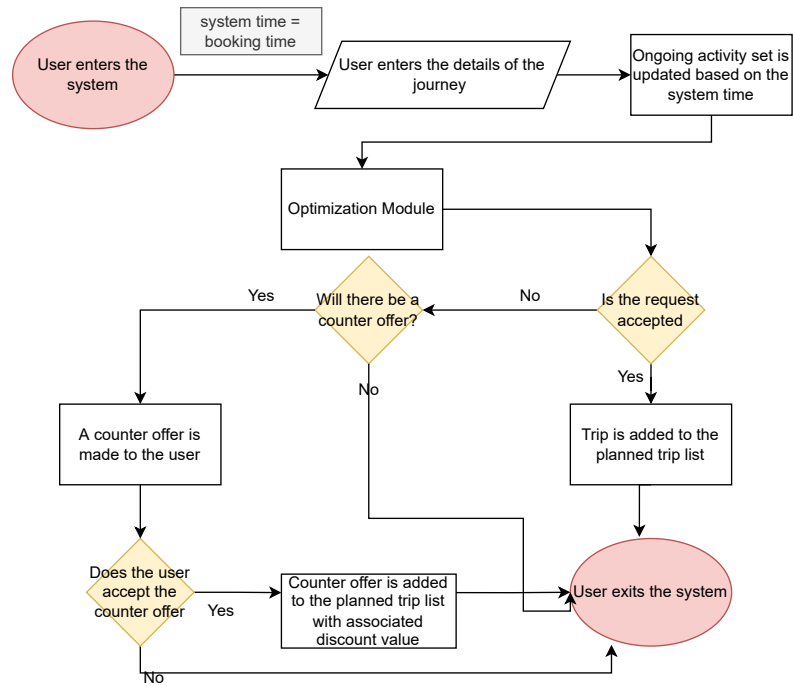 system time =
booking time
User enters the
system
User enters the details of the
journey
Ongoing activity set is
updated based on the
system time
Optimization Module
Yes
Will there be a
counter offer?
No
Is the request
accepted
No
Yes
A counter offer is
made to the user
Trip is added to the
planned trip list
Does the user
accept the
counter offer
Yes
Counter offer is added
to the planned trip list
with associated
discount value
User exits the system
No